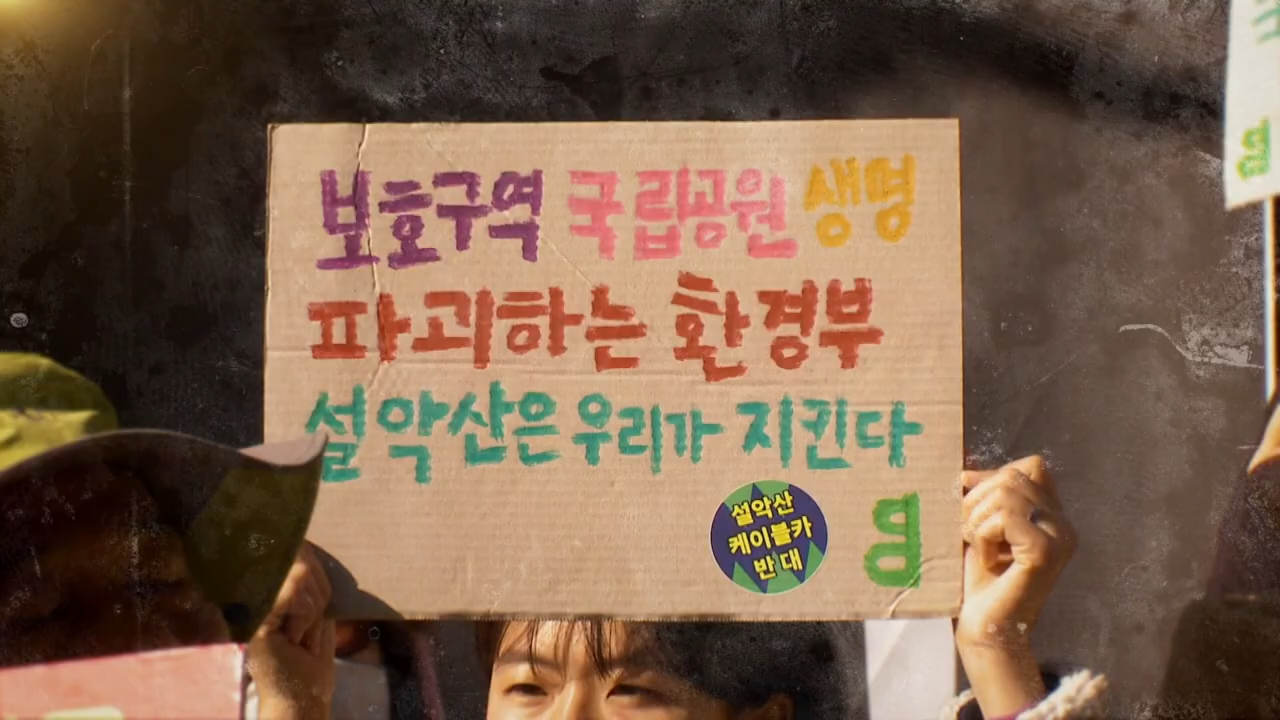 보호구역 국립공원 생명
파괴하는 환경부
설악산은 우리가 지킨다
설악산
케이블카
반대